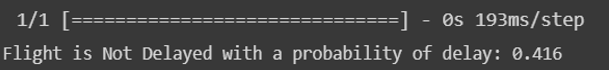 1/1 [==============================] - 0s 193ms/step
Flight is Not Delayed with a probability of delay: 0.416